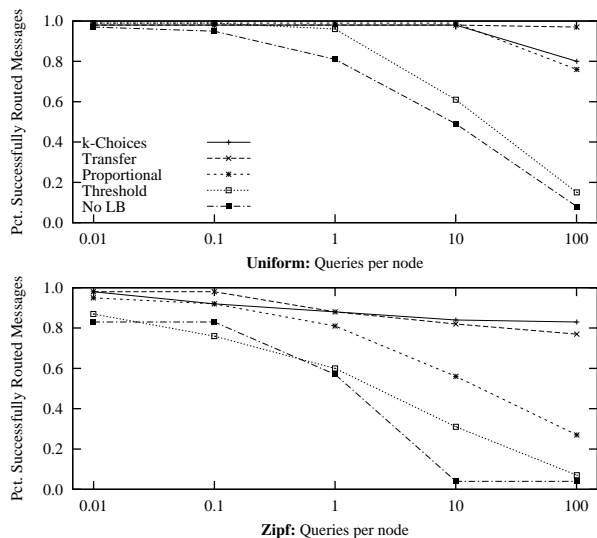 Pct. Successfully Routed Messages
1.0
0.8
0.6
0.4
0.2
0.0
k-Choices
Transfer
Proportional
Threshold
No LB
0.01 0.1 1 10 100
Uniform: Queries per node
Pct. Successfully Routed Messages
1.0
0.8
0.6
0.4
0.2
0.0
0.01 0.1 1 10 100
Zipf: Queries per node